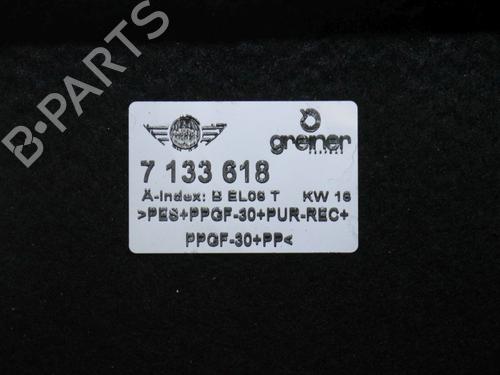 B-PARTS
greiner
7 133 618
Ä-Index: B EL08 T KW 16
>PES+PPGF-30+PUR-REC+
PPGF-30+PP<